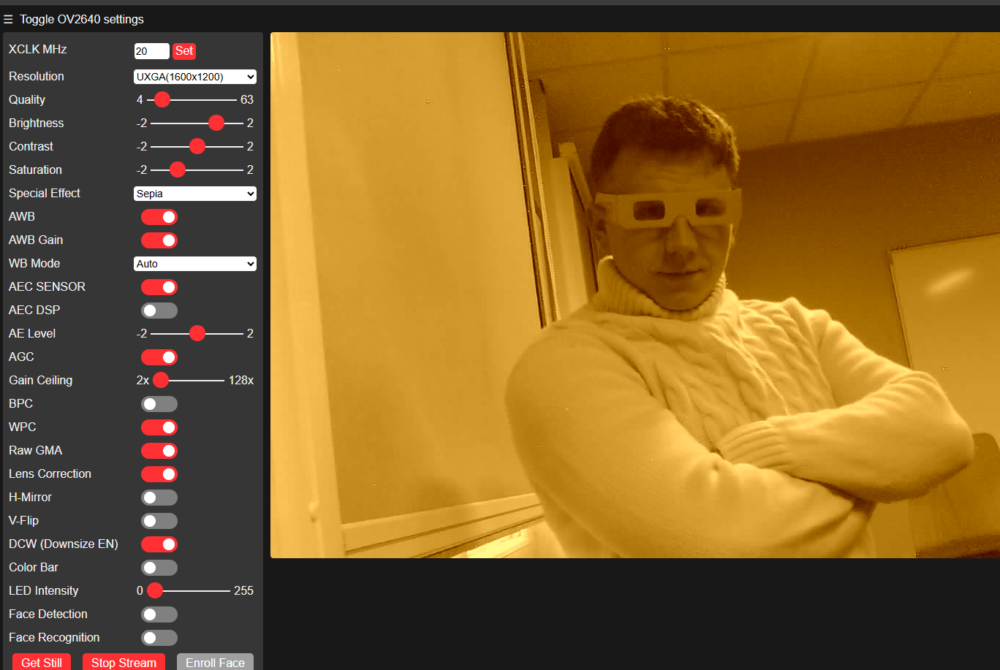 ☰ Toggle OV2640 settings
XCLK MHz 20 Set
Resolution UXGA(1600x1200)
Quality 4 63
Brightness -2 2
Contrast -2 2
Saturation -2 2
Special Effect Sepia
AWB
AWB Gain
WB Mode Auto
AEC SENSOR
AEC DSP
AE Level -2 2
AGC
Gain Ceiling 2x 128x
BPC
WPC
Raw GMA
Lens Correction
H-Mirror
V-Flip
DCW (Downsize EN)
Color Bar
LED Intensity 0 255
Face Detection
Face Recognition
Get Still Stop Stream Enroll Face